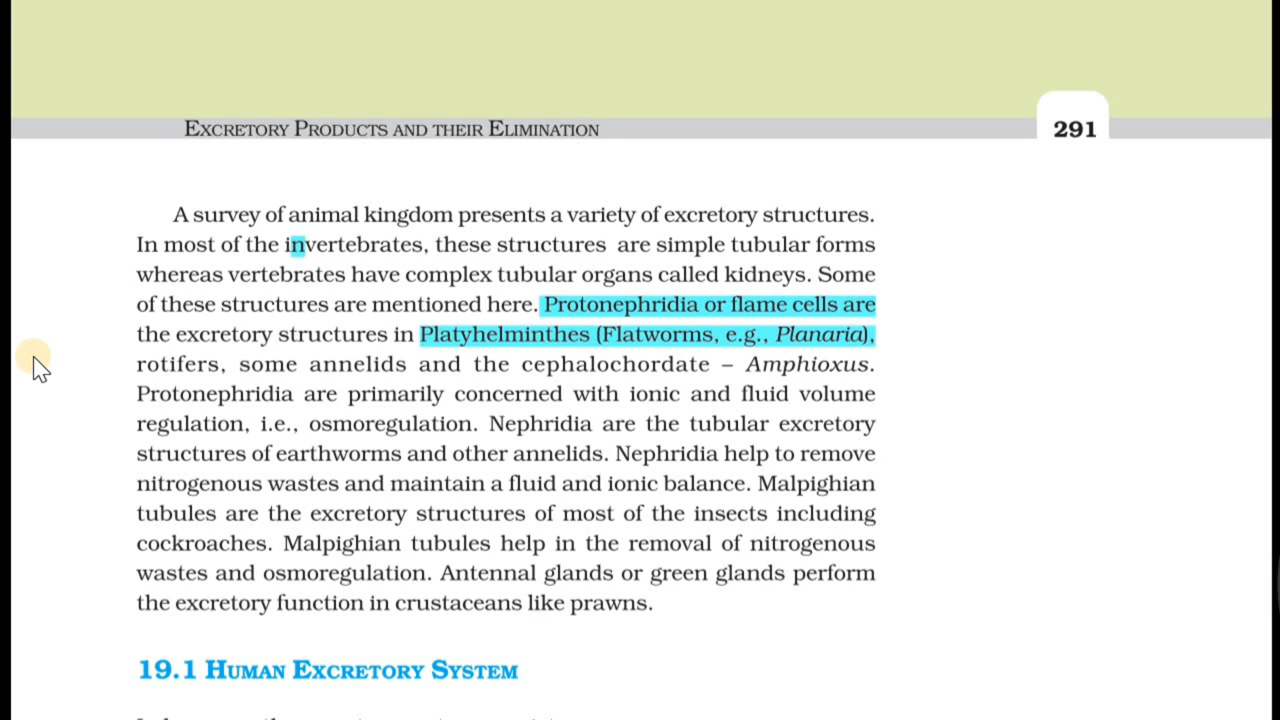 EXCRETORY PRODUCTS AND THEIR ELIMINATION
291
A survey of animal kingdom presents a variety of excretory structures.
In most of the invertebrates, these structures are simple tubular forms
whereas vertebrates have complex tubular organs called kidneys. Some
of these structures are mentioned here. Protonephridia or flame cells are
the excretory structures in Platyhelminthes (Flatworms, e.g., Planaria),
rotifers, some annelids and the cephalochordate – Amphioxus.
Protonephridia are primarily concerned with ionic and fluid volume
regulation, i.e., osmoregulation. Nephridia are the tubular excretory
structures of earthworms and other annelids. Nephridia help to remove
nitrogenous wastes and maintain a fluid and ionic balance. Malpighian
tubules are the excretory structures of most of the insects including
cockroaches. Malpighian tubules help in the removal of nitrogenous
wastes and osmoregulation. Antennal glands or green glands perform
the excretory function in crustaceans like prawns.
19.1 HUMAN EXCRETORY SYSTEM